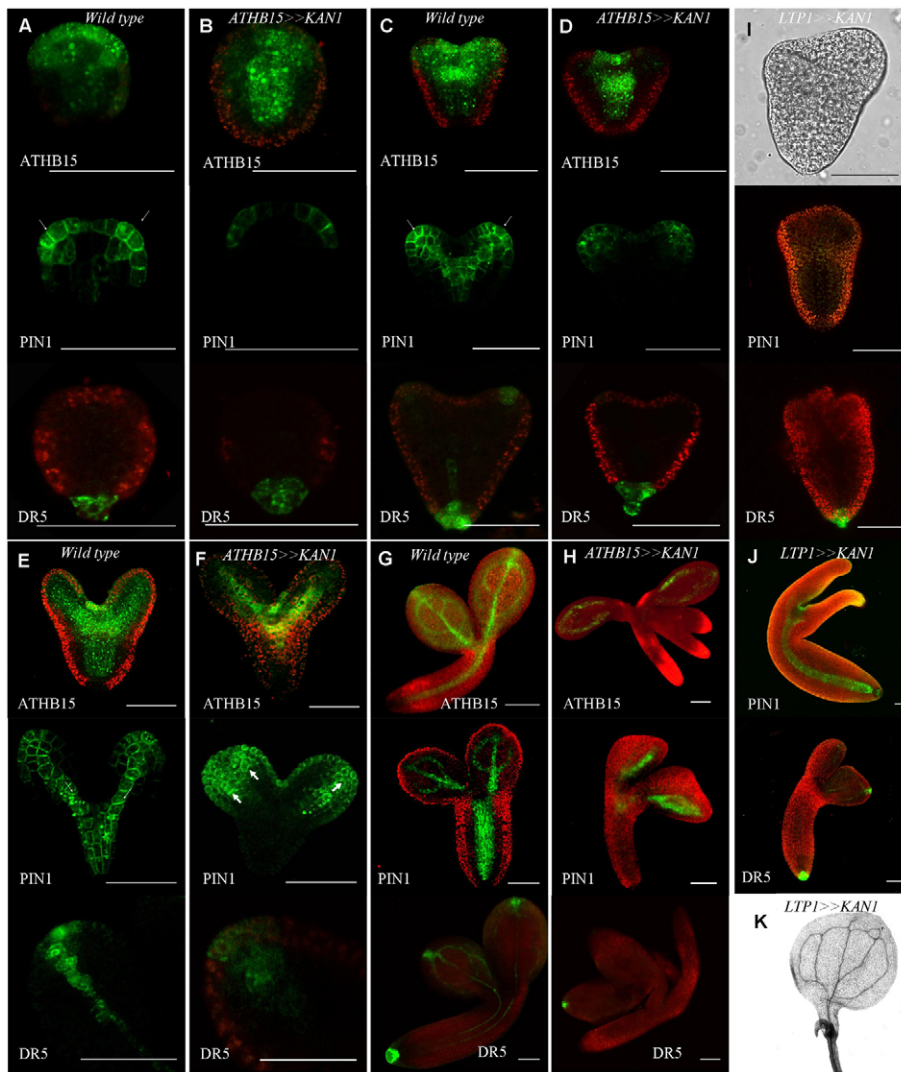 A Wild type
ATHB15
PIN1
DR5
B ATHB15>>KAN1
ATHB15
PIN1
DR5
C Wild type
ATHB15
PIN1
DR5
D ATHB15>>KAN1
ATHB15
PIN1
DR5
I LTP1>>KAN1
PIN1
DR5
E Wild type
ATHB15
PIN1
DR5
F ATHB15>>KAN1
ATHB15
PIN1
DR5
G Wild type
ATHB15
PIN1
DR5
H ATHB15>>KAN1
ATHB15
PIN1
DR5
J LTP1>>KAN1
PIN1
DR5
K LTP1>>KAN1